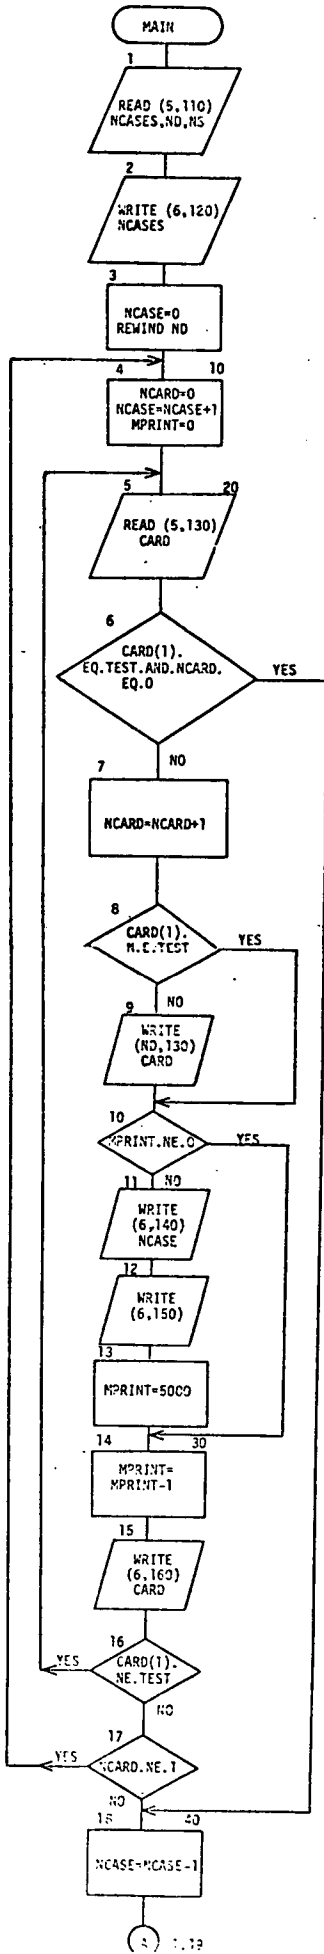 MAIN
1
READ (5,110)
NCASES,ND,NS
2
WRITE (6,120)
NCASES
3
NCASE=0
REWIND ND
4 10
NCARD=0
NCASE=NCASE+1
MPRINT=0
5 20
READ (5,130)
CARD
6
CARD(1).
EQ.TEST.AND.NCARD.
EQ.0
YES
NO
7
NCARD=NCARD+1
8
CARD(1).
N.E.TEST
YES
NO
9
WRITE
(ND,130)
CARD
10
MPRINT.NE.0
YES
NO
11
WRITE
(6,140)
NCASE
12
WRITE
(6,150)
13
MPRINT=5000
14 30
MPRINT=
MPRINT-1
15
WRITE
(6,160)
CARD
16
CARD(1).
NE.TEST
YES
NO
17
NCARD.NE.1
YES
NO
18 40
NCASE=NCASE-1
A 1.19